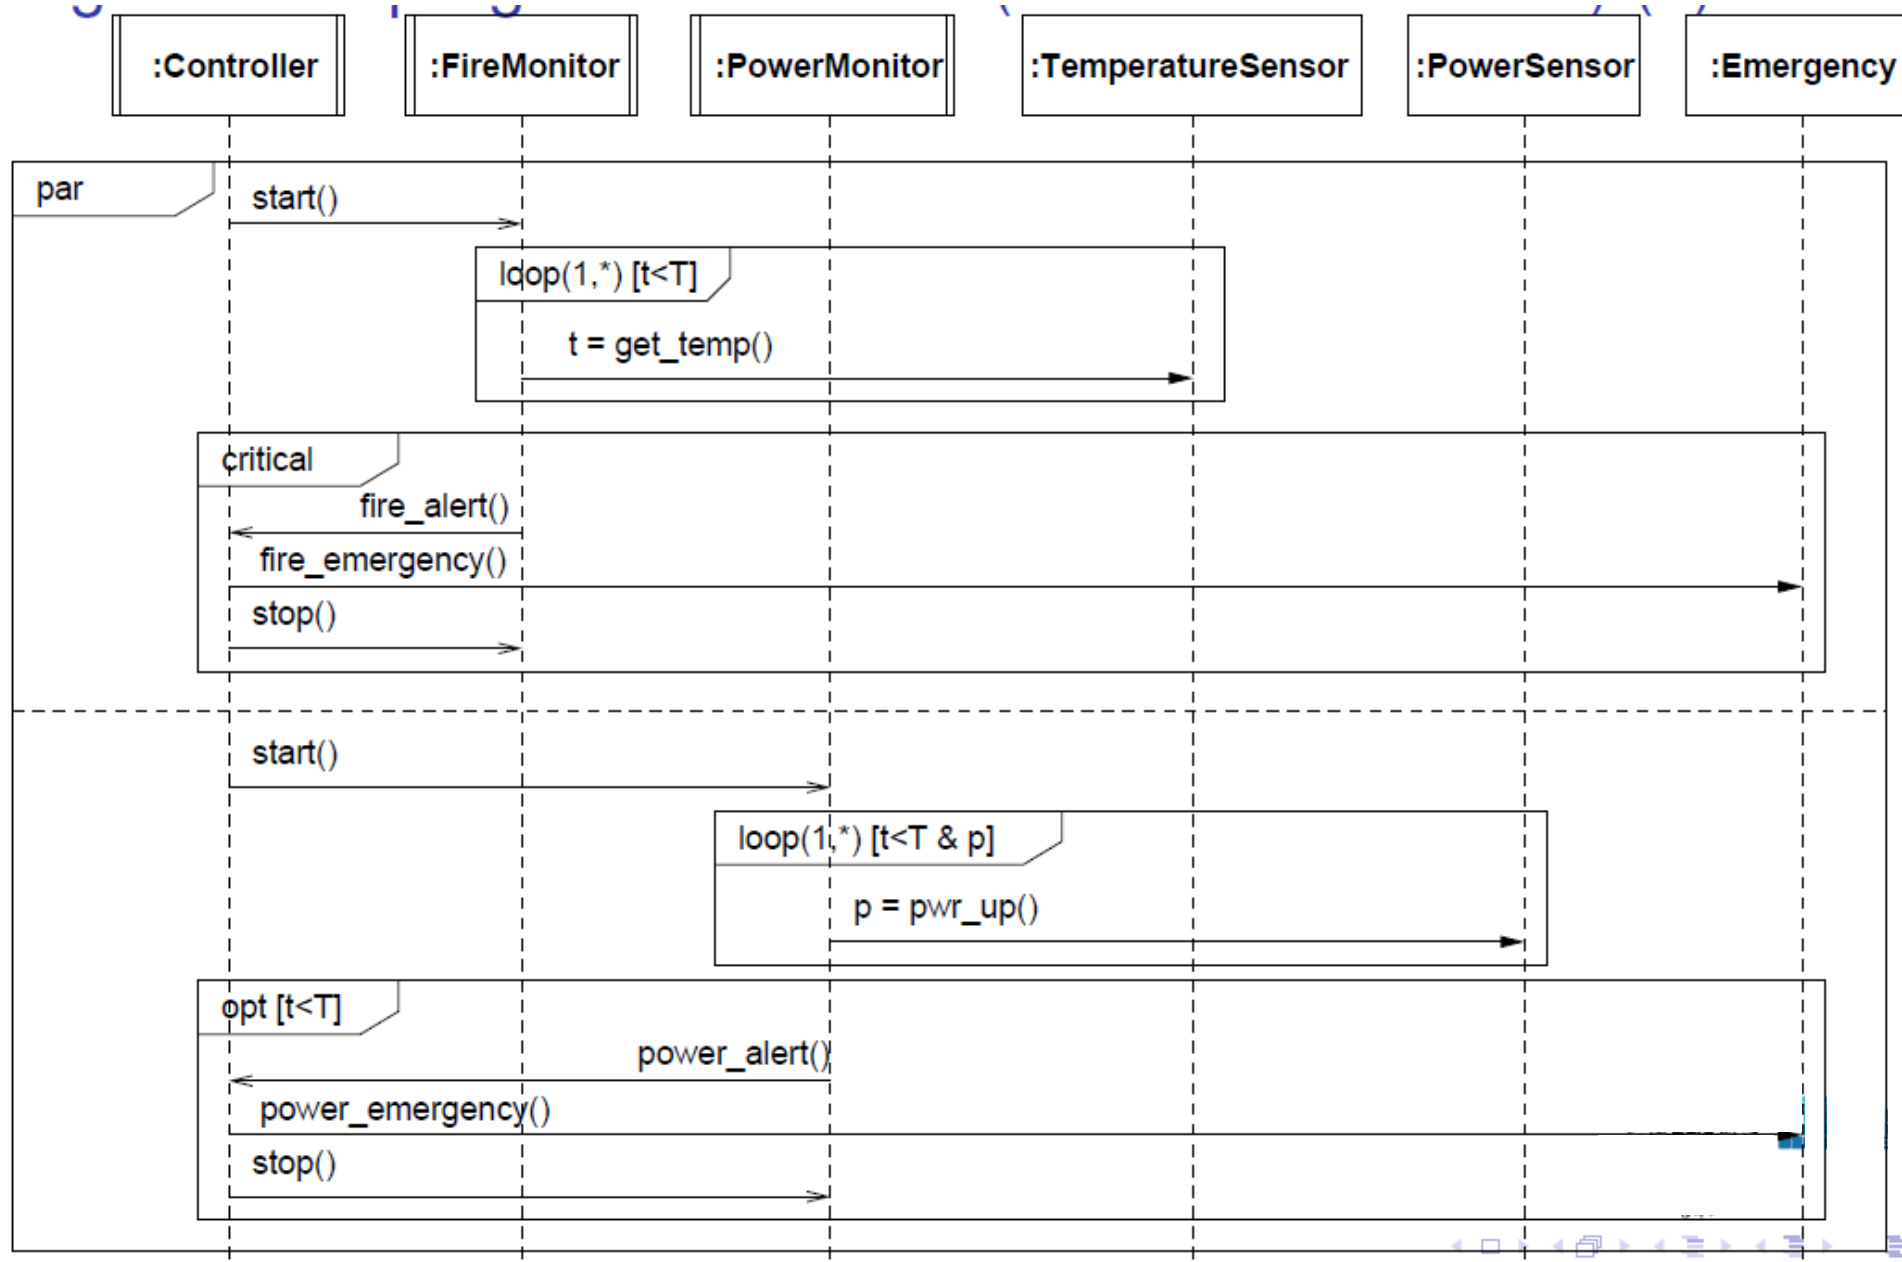 :Controller :FireMonitor :PowerMonitor :TemperatureSensor :PowerSensor :Emergency
par
start()
loop(1,*) [t<T]
t = get_temp()
critical
fire_alert()
fire_emergency()
stop()
start()
loop(1,*) [t<T & p]
p = pwr_up()
opt [t<T]
power_alert()
power_emergency()
stop()